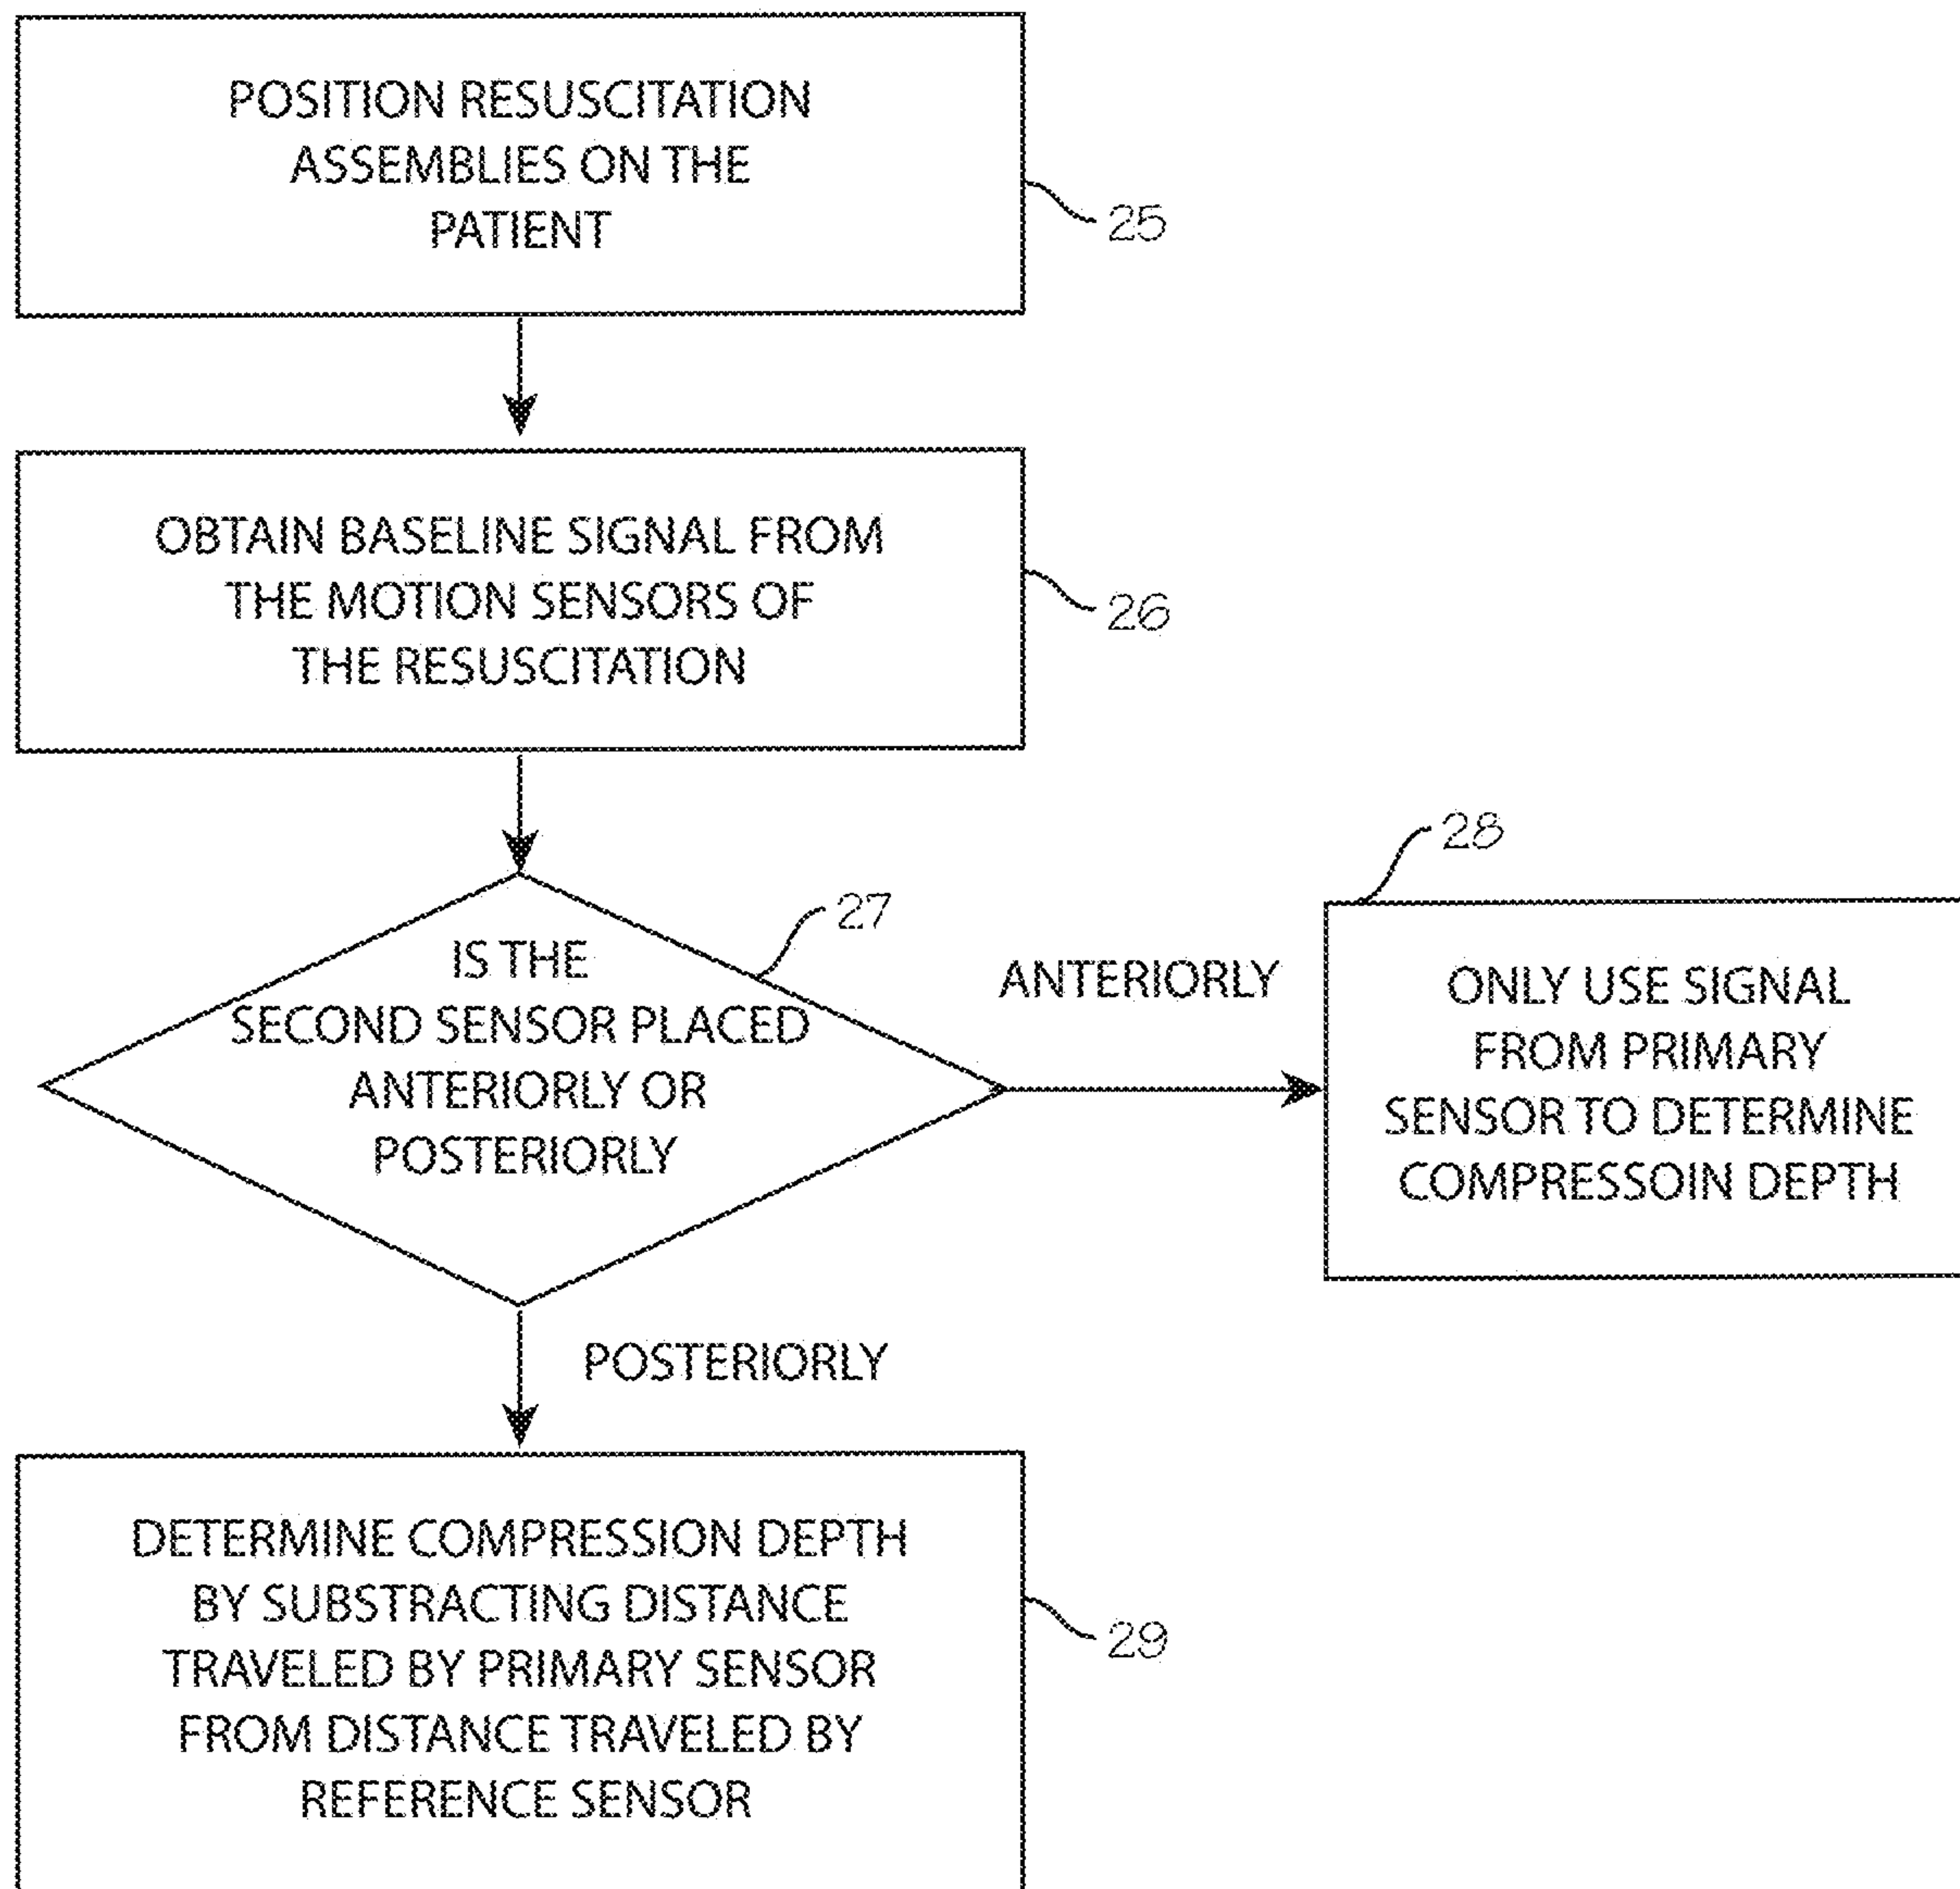 POSITION RESUSCITATION
ASSEMBLIES ON THE
PATIENT
25
OBTAIN BASELINE SIGNAL FROM
THE MOTION SENSORS OF
THE RESUSCITATION
26
IS THE
SECOND SENSOR PLACED
ANTERIORLY OR
POSTERIORLY
27
ANTERIORLY
28
ONLY USE SIGNAL
FROM PRIMARY
SENSOR TO DETERMINE
COMPRESSOIN DEPTH
POSTERIORLY
DETERMINE COMPRESSION DEPTH
BY SUBSTRACTING DISTANCE
TRAVELED BY PRIMARY SENSOR
FROM DISTANCE TRAVELED BY
REFERENCE SENSOR
29